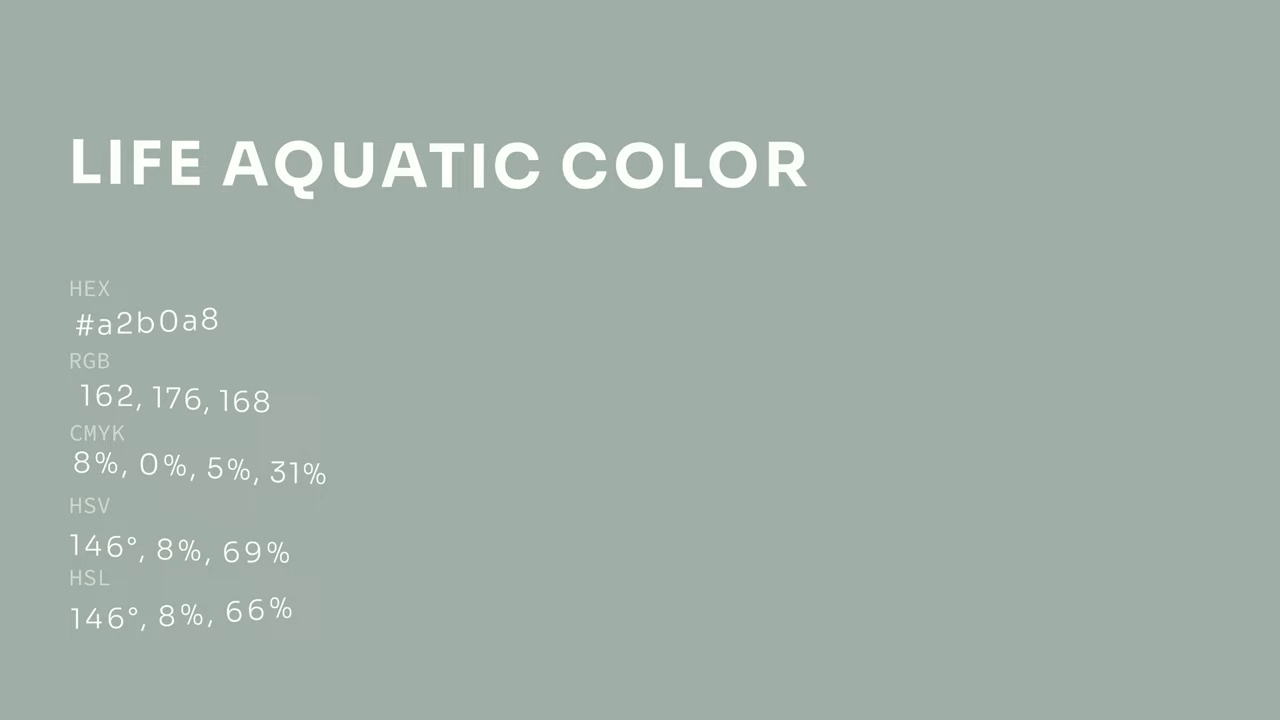 LIFE AQUATIC COLOR
HEX
#a2b0a8
RGB
162, 176, 168
CMYK
8%, 0%, 5%, 31%
HSV
146°, 8%, 69%
HSL
146°, 8%, 66%